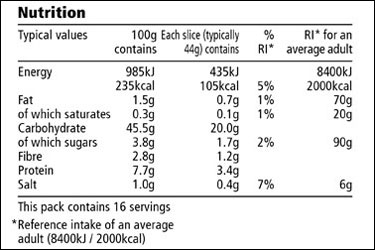 Nutrition
Typical values 100g contains Each slice (typically 44g) contains % RI* RI* for an average adult
Energy 985kJ 435kJ 8400kJ
235kcal 105kcal 5% 2000kcal
Fat 1.5g 0.7g 1% 70g
of which saturates 0.3g 0.1g 1% 20g
Carbohydrate 45.5g 20.0g
of which sugars 3.8g 1.7g 2% 90g
Fibre 2.8g 1.2g
Protein 7.7g 3.4g
Salt 1.0g 0.4g 7% 6g
This pack contains 16 servings
*Reference intake of an average
adult (8400kJ / 2000kcal)